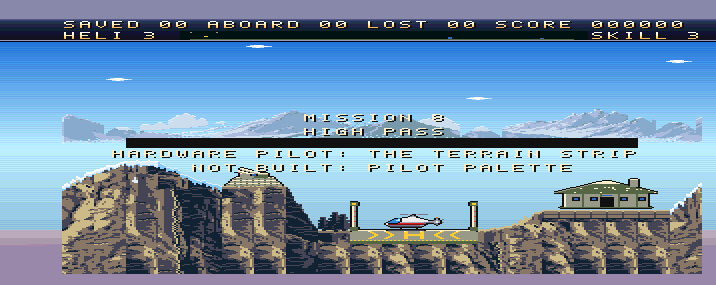 SAVED 00 ABOARD 00 LOST 00 SCORE 000000
HELI 3 SKILL 3
MISSION 8
HIGH PASS
HARDWARE PILOT: THE TERRAIN STRIP
NOT BUILT: PILOT PALETTE
H